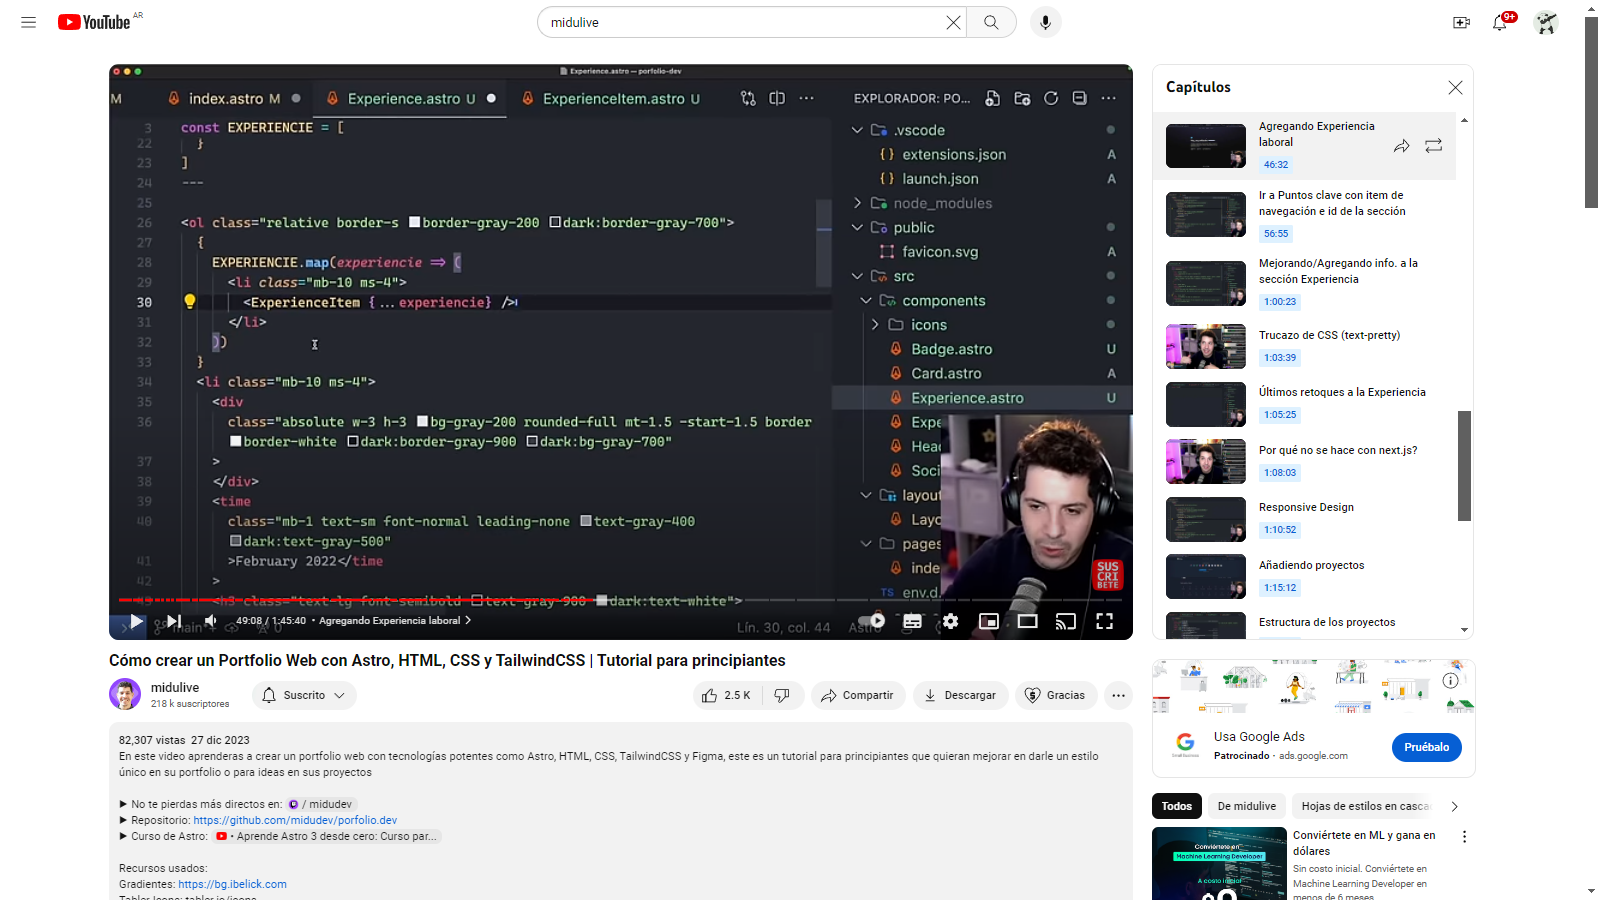 YouTube AR
midulive
9+
Experience.astro — porfolio-dev
M
index.astro M
Experience.astro U
ExperienceItem.astro U
EXPLORADOR: PO...
3 const EXPERIENCIE = [
22 }
23 ]
24 ---
25
26 <ol class="relative border-s border-gray-200 dark:border-gray-700">
27 {
28 EXPERIENCIE.map(experiencie => (
29 <li class="mb-10 ms-4">
30 <ExperienceItem {...experiencie} />
31 </li>
32 ))
33 }
34 <li class="mb-10 ms-4">
35 <div
36 class="absolute w-3 h-3 bg-gray-200 rounded-full mt-1.5 -start-1.5 border
border-white dark:border-gray-900 dark:bg-gray-700"
37 >
38 </div>
39 <time
40 class="mb-1 text-sm font-normal leading-none text-gray-400
dark:text-gray-500"
41 >February 2022</time
42 >
43 <h3 class="text-lg font-semibold text-gray-900 dark:text-white">
.vscode
extensions.json A
launch.json A
node_modules
public
favicon.svg A
src
components
icons
Badge.astro U
Card.astro A
Experience.astro U
Expe
Head
Soci
layout
Layo
pages
inde
TS env.d.
SUS
CRI
BETE
main*
Lín. 30, col. 44
Astro
49:08 / 1:45:40 • Agregando Experiencia laboral
Cómo crear un Portfolio Web con Astro, HTML, CSS y TailwindCSS | Tutorial para principiantes
midulive
218 k suscriptores
Suscrito
2.5 K
Compartir
Descargar
Gracias
82,307 vistas 27 dic 2023
En este video aprenderas a crear un portfolio web con tecnologías potentes como Astro, HTML, CSS, TailwindCSS y Figma, este es un tutorial para principiantes que quieran mejorar en darle un estilo
único en su portfolio o para ideas en sus proyectos
▶ No te pierdas más directos en: / midudev
▶ Repositorio: https://github.com/midudev/porfolio.dev
▶ Curso de Astro: • Aprende Astro 3 desde cero: Curso par...
Recursos usados:
Gradientes: https://bg.ibelick.com
Tabler Icons: tabler.io/icons
Capítulos
Agregando Experiencia
laboral
46:32
Ir a Puntos clave con item de
navegación e id de la sección
56:55
Mejorando/Agregando info. a la
sección Experiencia
1:00:23
Trucazo de CSS (text-pretty)
1:03:39
Últimos retoques a la Experiencia
1:05:25
Por qué no se hace con next.js?
1:08:03
Responsive Design
1:10:52
Añadiendo proyectos
1:15:12
Estructura de los proyectos
Usa Google Ads
Patrocinado · ads.google.com
Pruébalo
Todos
De midulive
Hojas de estilos en casca
Conviértete en
Machine Learning Developer
A costo inicial
Conviértete en ML y gana en
dólares
Sin costo inicial. Conviértete en
Machine Learning Developer en
menos de 6 meses.